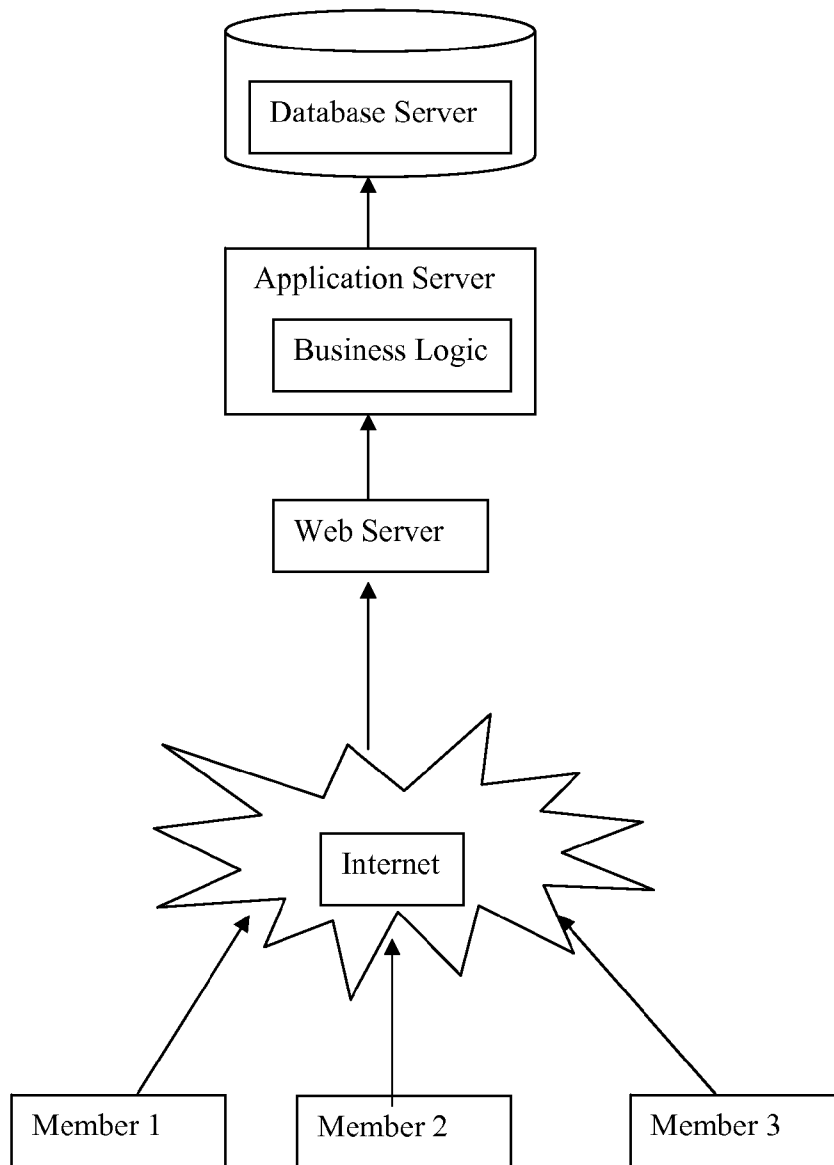 Database Server
Application Server
Business Logic
Web Server
Internet
Member 1
Member 2
Member 3